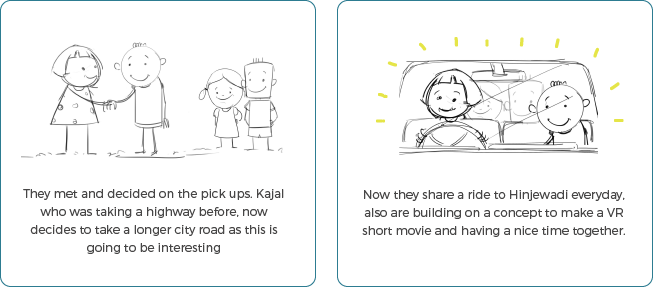 They met and decided on the pick ups. Kajal
who was taking a highway before, now
decides to take a longer city road as this is
going to be interesting
Now they share a ride to Hinjewadi everyday,
also are building on a concept to make a VR
short movie and having a nice time together.